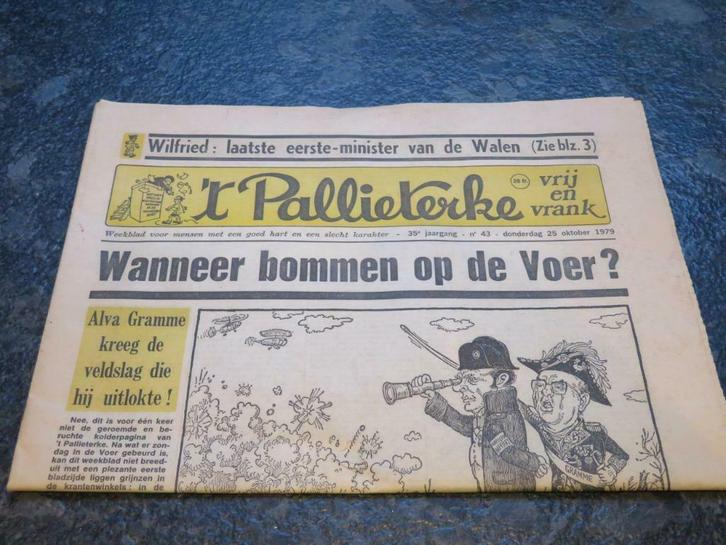 Wilfried: laatste eerste-minister van de Walen (Zie blz. 3)
't Pallieterke
vrij
en
vrank
Weekblad voor mensen met een goed hart en een slecht karakter - 35e jaargang - n° 43 - donderdag 25 oktober 1979
Wanneer bommen op de Voer?
Alva Gramme
kreeg de
veldslag die
hij uitlokte!
Nee, dit is voor één keer
niet de geroemde en be-
ruchte kolderpagina van
't Pallieterke. Na wat er zon-
dag in de Voer gebeurd is,
kan dit weekblad niet breed-
uit met een plezante eerste
bladzijde liggen grijnzen in
de krantenwinkels: in de
GRAMME